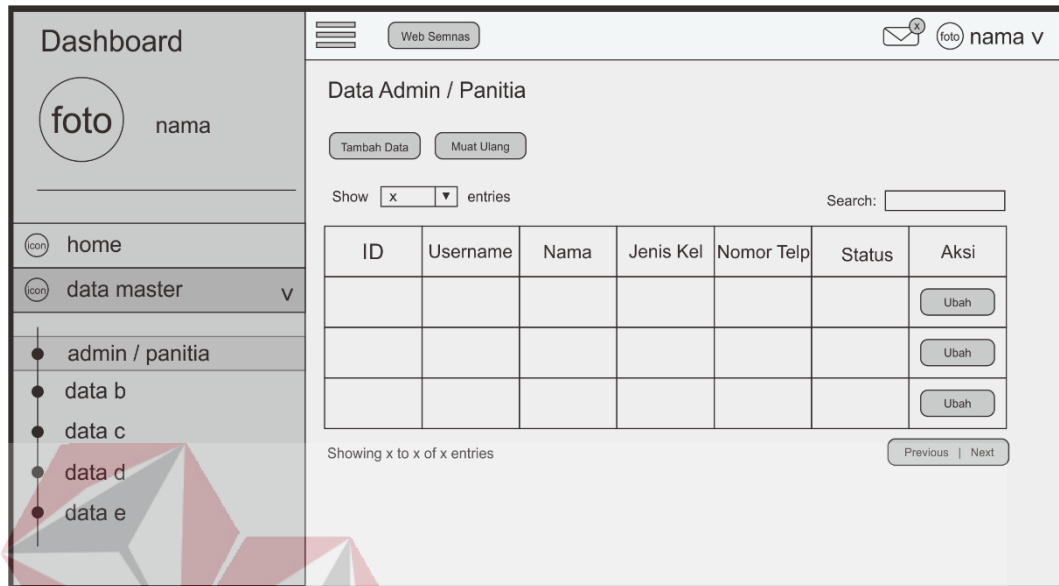 Dashboard
foto nama
icon home
icon data master v
admin / panitia
data b
data c
data d
data e
Web Semnas
x
foto nama v
Data Admin / Panitia
Tambah Data Muat Ulang
Show x ▼ entries
Search:
ID Username Nama Jenis Kel Nomor Telp Status Aksi
Ubah
Ubah
Ubah
Showing x to x of x entries
Previous | Next